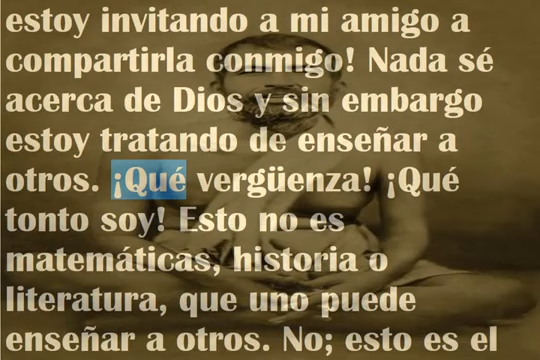 estoy invitando a mi amigo a
compartirla conmigo! Nada sé
acerca de Dios y sin embargo
estoy tratando de enseñar a
otros. ¡Qué vergüenza! ¡Qué
tonto soy! Esto no es
matemáticas, historia o
literatura, que uno puede
enseñar a otros. No; esto es el